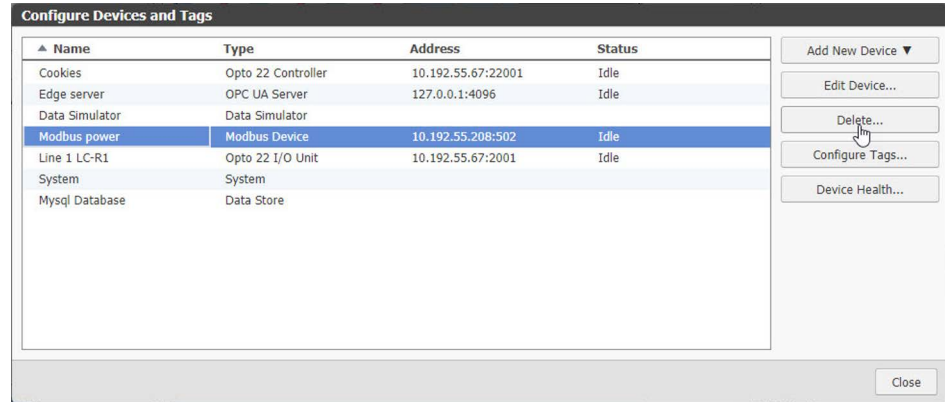 Configure Devices and Tags
▲ Name Type Address Status
Cookies Opto 22 Controller 10.192.55.67:22001 Idle
Edge server OPC UA Server 127.0.0.1:4096 Idle
Data Simulator Data Simulator
Modbus power Modbus Device 10.192.55.208:502 Idle
Line 1 LC-R1 Opto 22 I/O Unit 10.192.55.67:2001 Idle
System System
Mysql Database Data Store
Add New Device ▼
Edit Device...
Delete...
Configure Tags...
Device Health...
Close